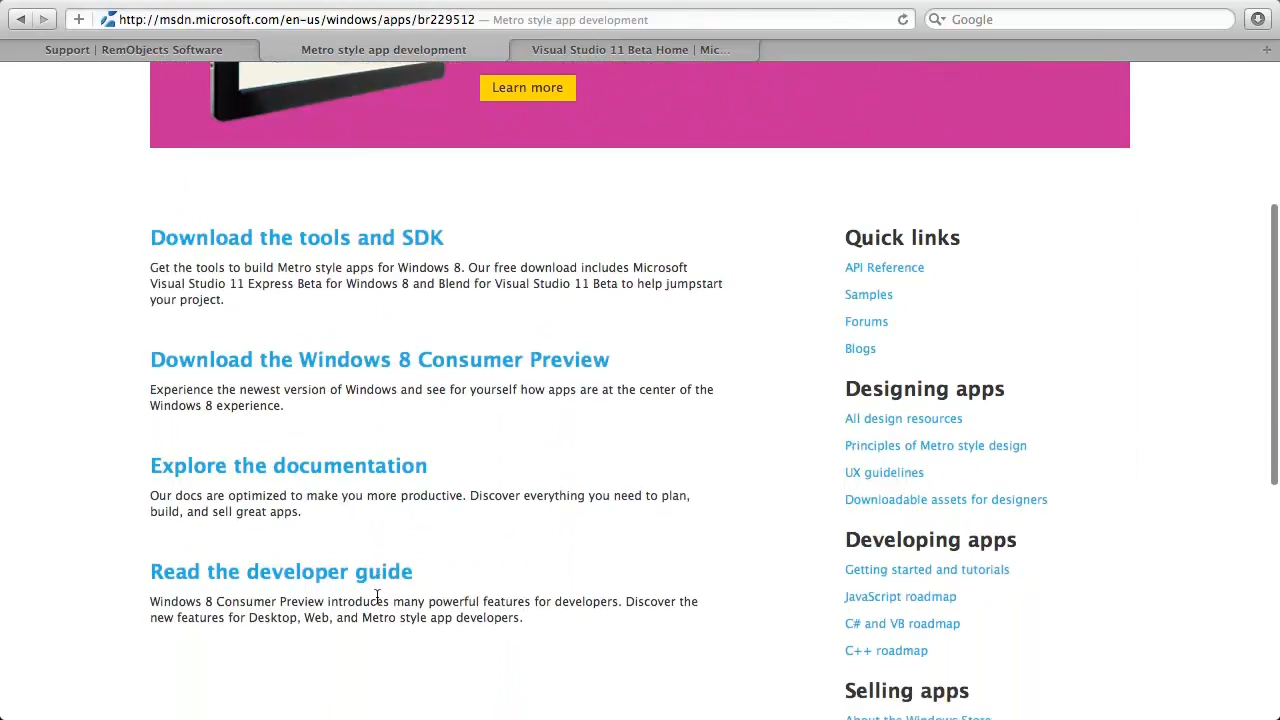 http://msdn.microsoft.com/en-us/windows/apps/br229512 — Metro style app development
Google
Support | RemObjects Software
Metro style app development
Visual Studio 11 Beta Home | Mic...
Learn more
Download the tools and SDK
Get the tools to build Metro style apps for Windows 8. Our free download includes Microsoft
Visual Studio 11 Express Beta for Windows 8 and Blend for Visual Studio 11 Beta to help jumpstart
your project.
Download the Windows 8 Consumer Preview
Experience the newest version of Windows and see for yourself how apps are at the center of the
Windows 8 experience.
Explore the documentation
Our docs are optimized to make you more productive. Discover everything you need to plan,
build, and sell great apps.
Read the developer guide
Windows 8 Consumer Preview introduces many powerful features for developers. Discover the
new features for Desktop, Web, and Metro style app developers.
Quick links
API Reference
Samples
Forums
Blogs
Designing apps
All design resources
Principles of Metro style design
UX guidelines
Downloadable assets for designers
Developing apps
Getting started and tutorials
JavaScript roadmap
C# and VB roadmap
C++ roadmap
Selling apps
About the Windows Store